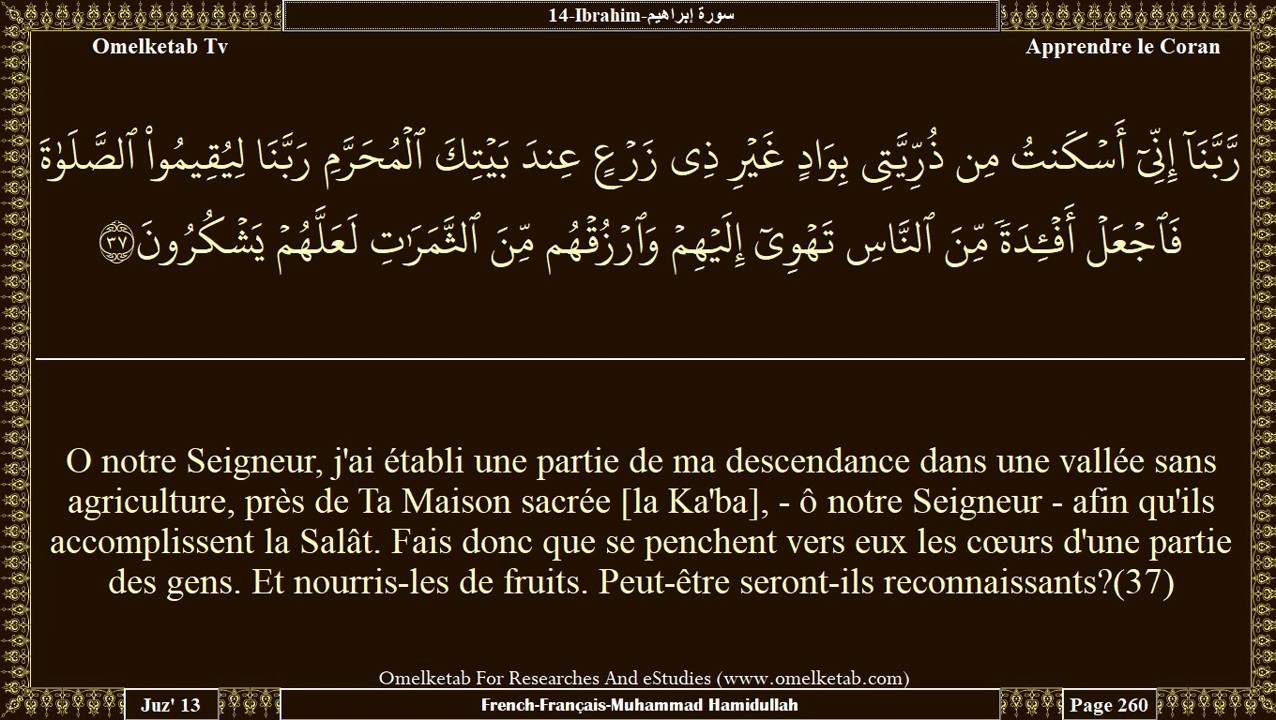 14-Ibrahim-سورة إبراهيم
Omelketab Tv
Apprendre le Coran
رَّبَّنَآ إِنِّىٓ أَسۡكَنتُ مِن ذُرِّيَّتِى بِوَادٍ غَيۡرِ ذِى زَرۡعٍ عِندَ بَيۡتِكَ ٱلۡمُحَرَّمِ رَبَّنَا لِيُقِيمُواْ ٱلصَّلَوٰةَ
فَٱجۡعَلۡ أَفۡـِٔدَةً مِّنَ ٱلنَّاسِ تَهۡوِىٓ إِلَيۡهِمۡ وَٱرۡزُقۡهُم مِّنَ ٱلثَّمَرَٰتِ لَعَلَّهُمۡ يَشۡكُرُونَ ٣٧
O notre Seigneur, j'ai établi une partie de ma descendance dans une vallée sans
agriculture, près de Ta Maison sacrée [la Ka'ba], - ô notre Seigneur - afin qu'ils
accomplissent la Salât. Fais donc que se penchent vers eux les cœurs d'une partie
des gens. Et nourris-les de fruits. Peut-être seront-ils reconnaissants?(37)
Omelketab For Researches And eStudies (www.omelketab.com)
Juz' 13
French-Français-Muhammad Hamidullah
Page 260